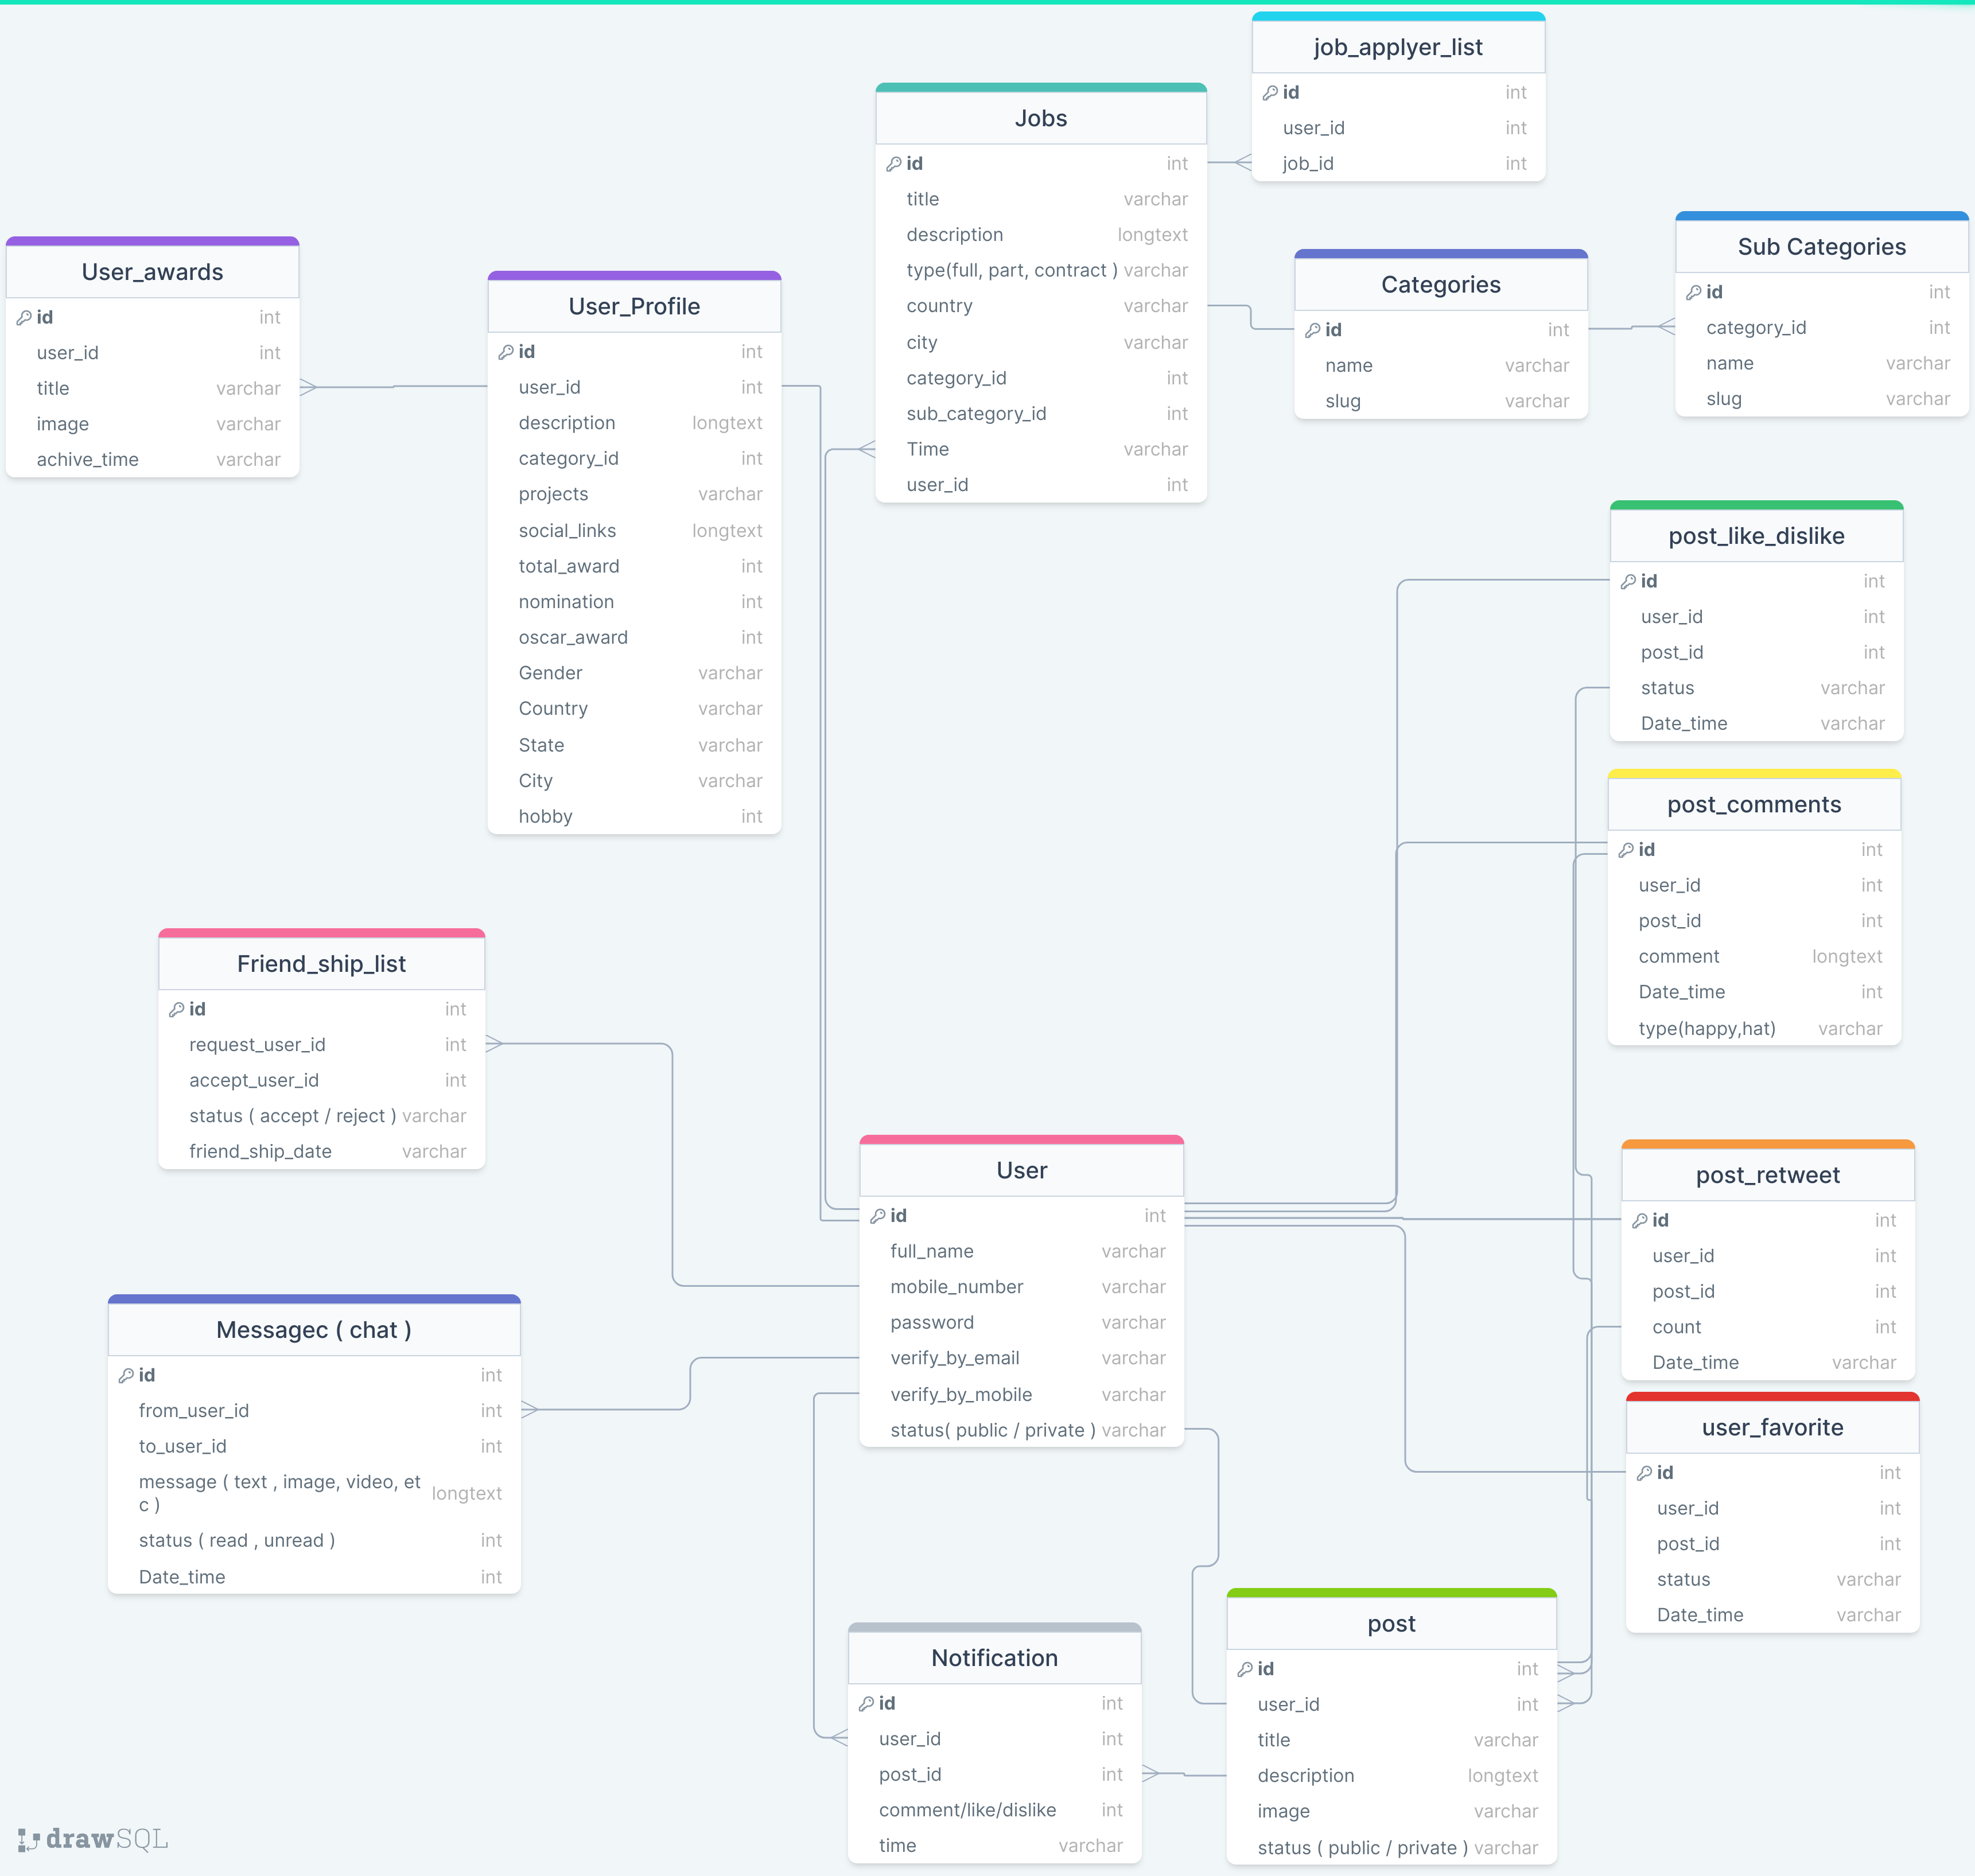 job_applyer_list
id int
user_id int
job_id int
Jobs
id int
title varchar
description longtext
type(full, part, contract ) varchar
country varchar
city varchar
category_id int
sub_category_id int
Time varchar
user_id int
Sub Categories
id int
category_id int
name varchar
slug varchar
Categories
id int
name varchar
slug varchar
User_awards
id int
user_id int
title varchar
image varchar
achive_time varchar
User_Profile
id int
user_id int
description longtext
category_id int
projects varchar
social_links longtext
total_award int
nomination int
oscar_award int
Gender varchar
Country varchar
State varchar
City varchar
hobby int
post_like_dislike
id int
user_id int
post_id int
status varchar
Date_time varchar
post_comments
id int
user_id int
post_id int
comment longtext
Date_time int
type(happy,hat) varchar
Friend_ship_list
id int
request_user_id int
accept_user_id int
status ( accept / reject ) varchar
friend_ship_date varchar
User
id int
full_name varchar
mobile_number varchar
password varchar
verify_by_email varchar
verify_by_mobile varchar
status( public / private ) varchar
post_retweet
id int
user_id int
post_id int
count int
Date_time varchar
Messagec ( chat )
id int
from_user_id int
to_user_id int
message ( text , image, video, et
c ) longtext
status ( read , unread ) int
Date_time int
user_favorite
id int
user_id int
post_id int
status varchar
Date_time varchar
post
id int
user_id int
title varchar
description longtext
image varchar
status ( public / private ) varchar
Notification
id int
user_id int
post_id int
comment/like/dislike int
time varchar
drawSQL